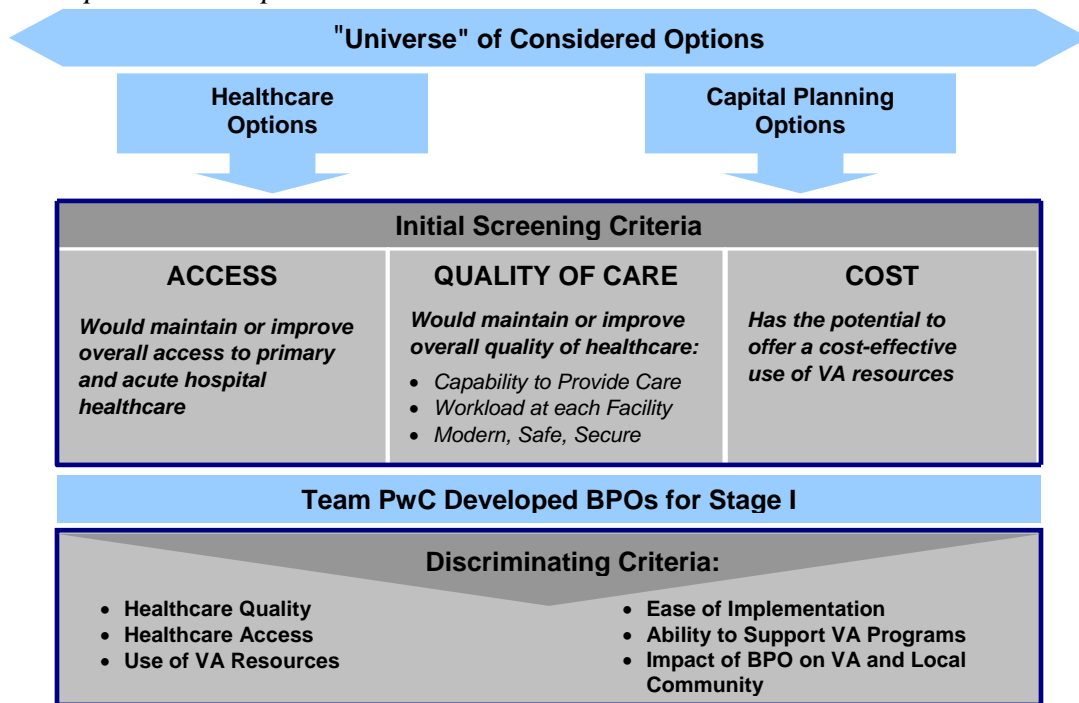 "Universe" of Considered Options
Healthcare
Options
Capital Planning
Options
Initial Screening Criteria
ACCESS
Would maintain or improve
overall access to primary
and acute hospital
healthcare
QUALITY OF CARE
Would maintain or improve
overall quality of healthcare:
• Capability to Provide Care
• Workload at each Facility
• Modern, Safe, Secure
COST
Has the potential to
offer a cost-effective
use of VA resources
Team PwC Developed BPOs for Stage I
Discriminating Criteria:
• Healthcare Quality
• Healthcare Access
• Use of VA Resources
• Ease of Implementation
• Ability to Support VA Programs
• Impact of BPO on VA and Local
Community